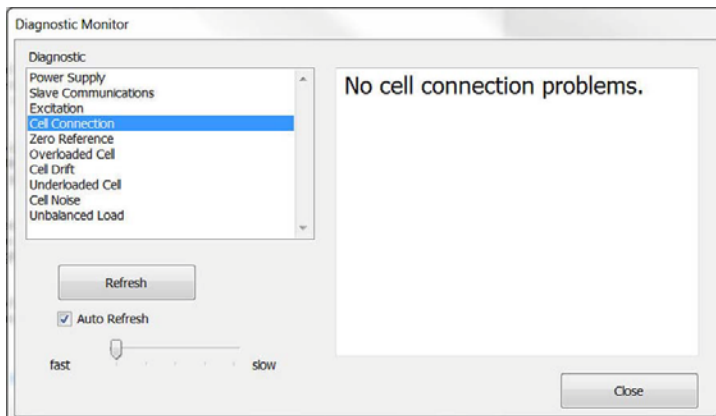 Diagnostic Monitor
Diagnostic
Power Supply
Slave Communications
Excitation
Cell Connection
Zero Reference
Overloaded Cell
Cell Drift
Underloaded Cell
Cell Noise
Unbalanced Load
No cell connection problems.
Refresh
Auto Refresh
fast
slow
Close